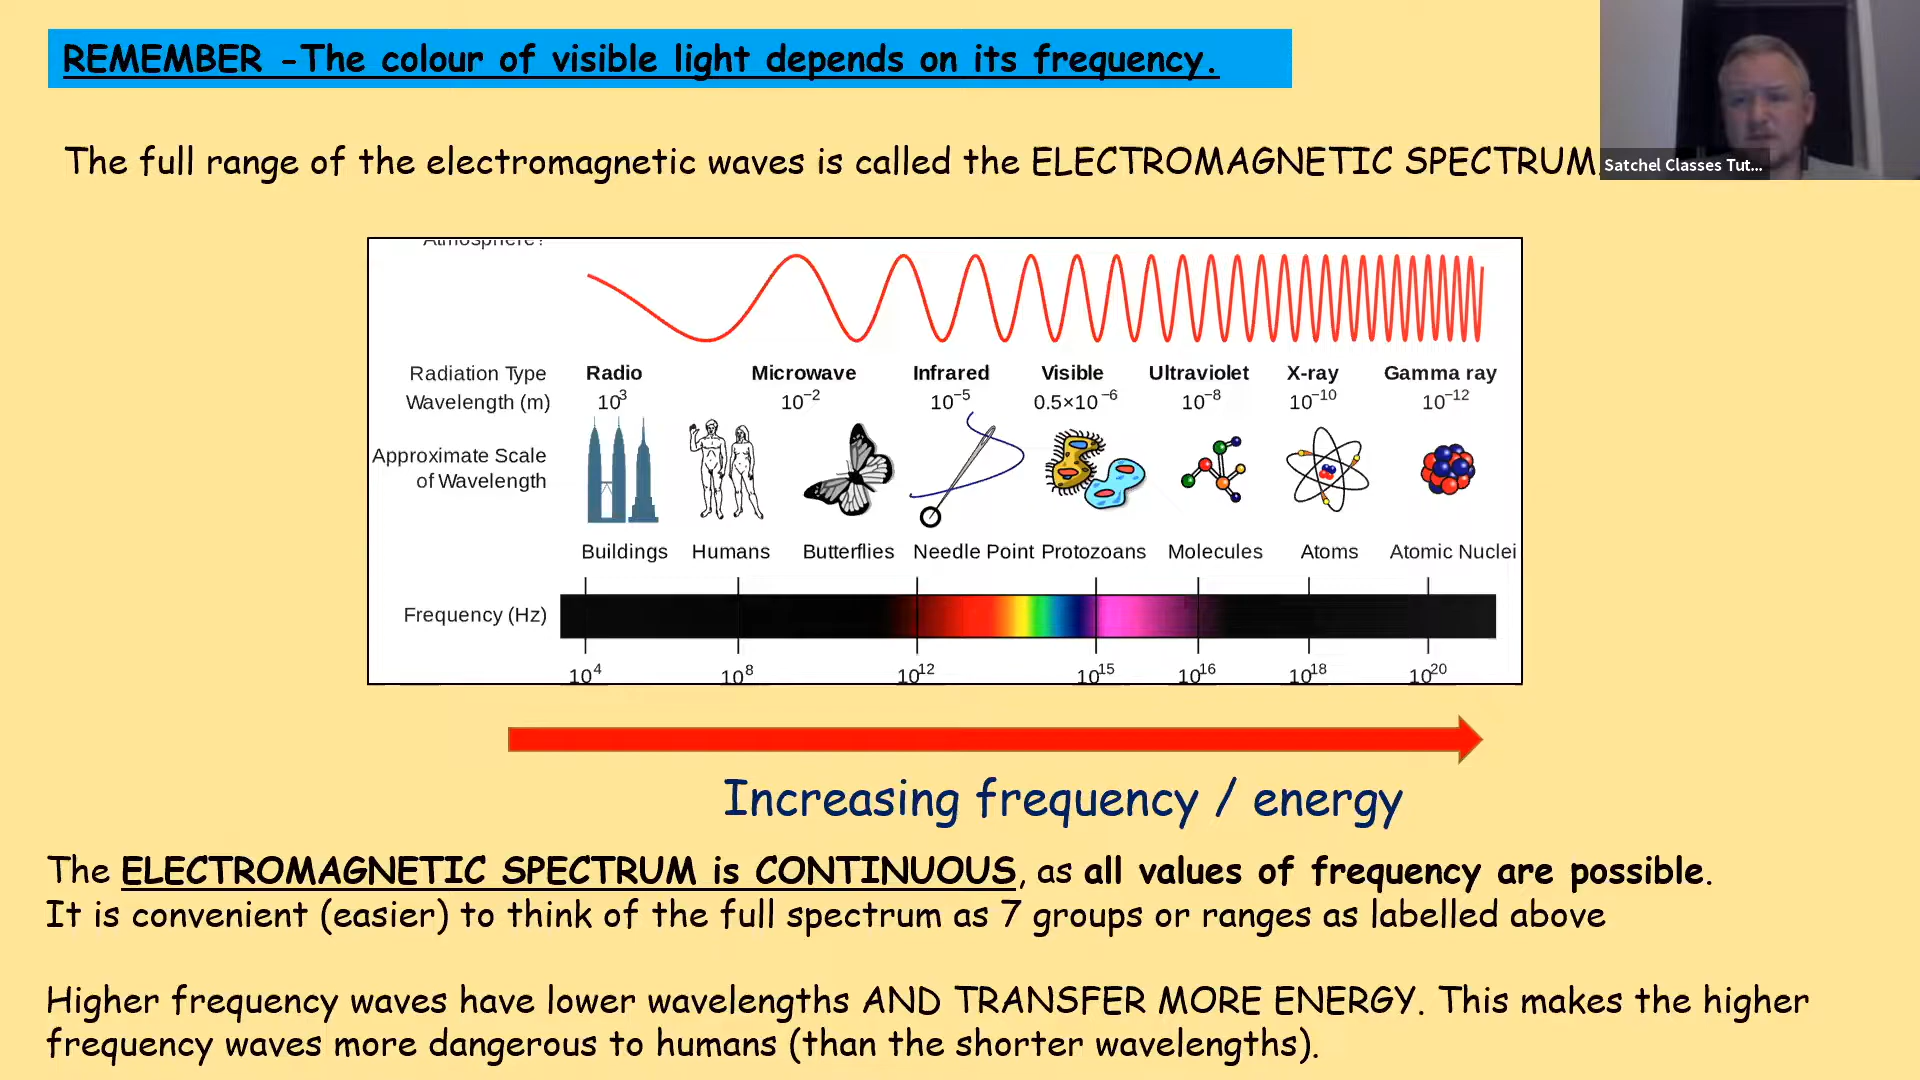 REMEMBER -The colour of visible light depends on its frequency.
The full range of the electromagnetic waves is called the ELECTROMAGNETIC SPECTRUM.
Satchel Classes Tut...
Atmosphere?
Radiation Type Radio Microwave Infrared Visible Ultraviolet X-ray Gamma ray
Wavelength (m) 10³ 10⁻² 10⁻⁵ 0.5×10⁻⁶ 10⁻⁸ 10⁻¹⁰ 10⁻¹²
Approximate Scale
of Wavelength
Buildings Humans Butterflies Needle Point Protozoans Molecules Atoms Atomic Nuclei
Frequency (Hz)
10⁴ 10⁸ 10¹² 10¹⁵ 10¹⁶ 10¹⁸ 10²⁰
Increasing frequency / energy
The ELECTROMAGNETIC SPECTRUM is CONTINUOUS, as all values of frequency are possible.
It is convenient (easier) to think of the full spectrum as 7 groups or ranges as labelled above
Higher frequency waves have lower wavelengths AND TRANSFER MORE ENERGY. This makes the higher
frequency waves more dangerous to humans (than the shorter wavelengths).